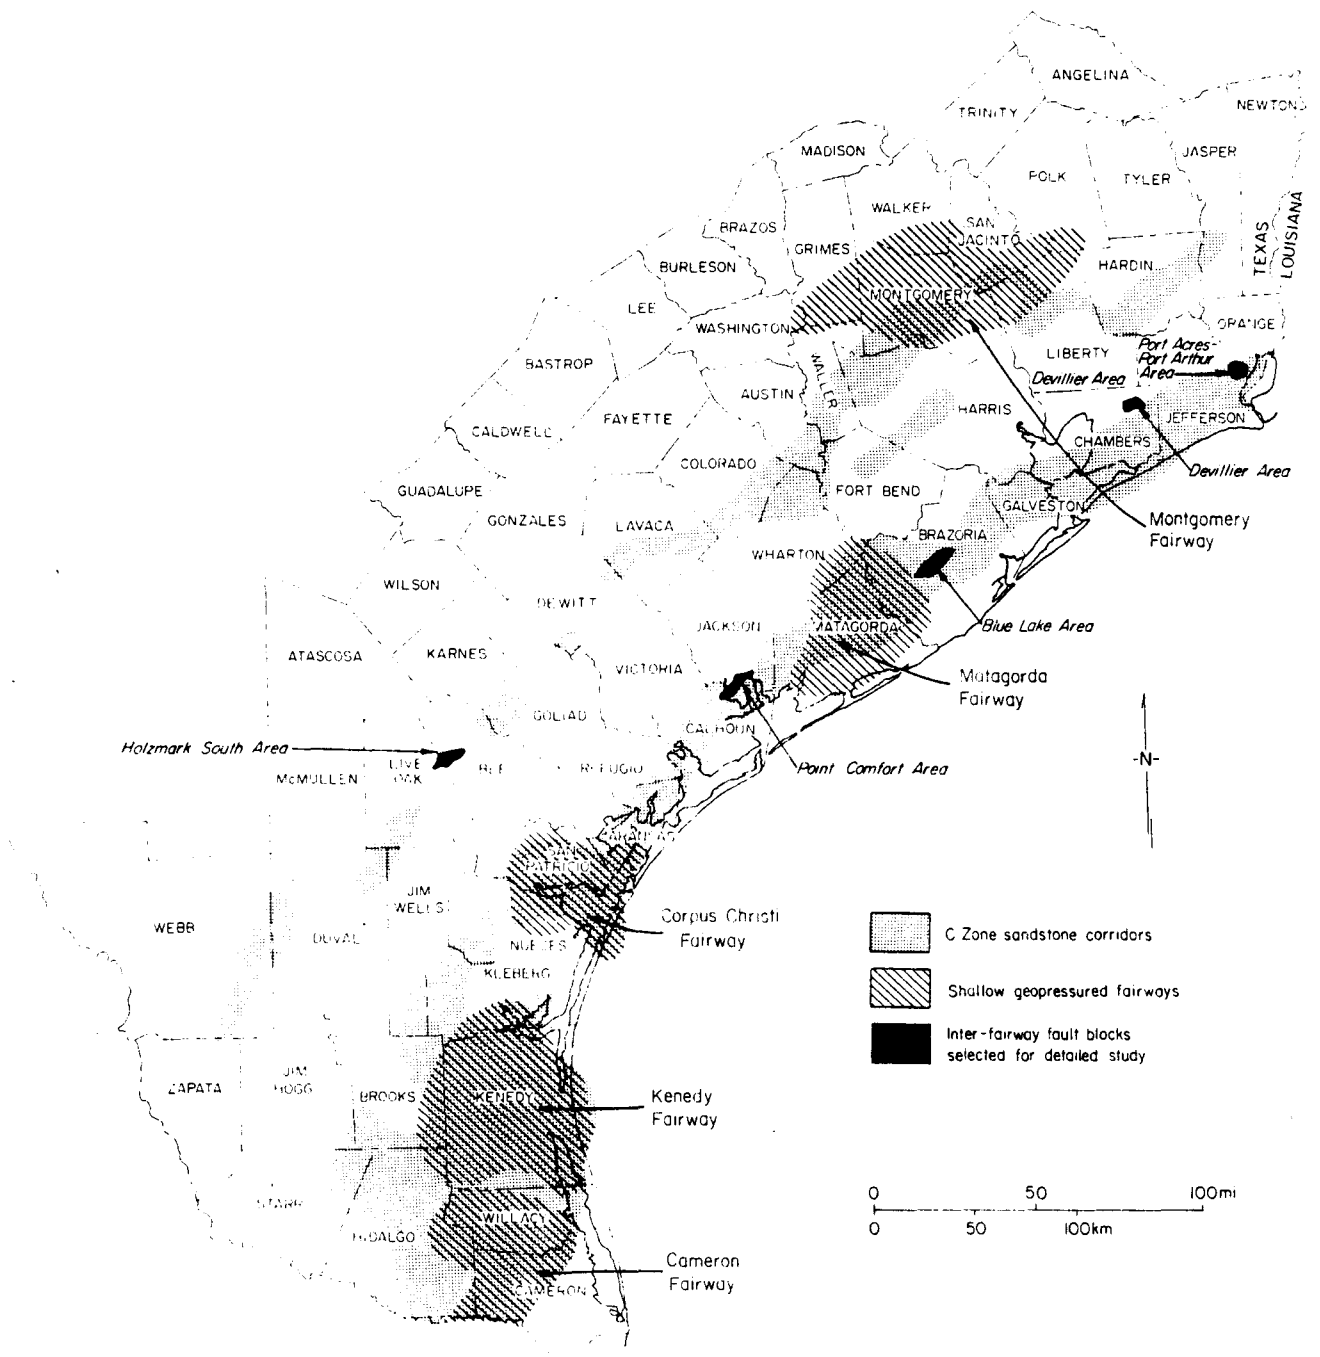 ANGELINA
TRINITY
NEWTON
MADISON
JASPER
POLK
TYLER
WALKER
SAN
JACINTO
BRAZOS
GRIMES
TEXAS
LOUISIANA
BURLESON
HARDIN
LEE
MONTGOMERY
WASHINGTON
ORANGE
Port Acres-
Port Arthur
Area
LIBERTY
BASTROP
WALLER
Devillier Area
AUSTIN
HARRIS
FAYETTE
JEFFERSON
CALDWELL
CHAMBERS
COLORADO
Devillier Area
GUADALUPE
FORT BEND
GONZALES
LAVACA
GALVESTON
Montgomery
Fairway
BRAZORIA
WHARTON
WILSON
DEWITT
JACKSON
MATAGORDA
Blue Lake Area
ATASCOSA
KARNES
VICTORIA
Matagorda
Fairway
GOLIAD
CALHOUN
Holzmark South Area
LIVE
OAK
BEE
REFUGIO
Point Comfort Area
McMULLEN
-N-
ARANSAS
SAN
PATRICIO
JIM
WELLS
Corpus Christi
Fairway
WEBB
DUVAL
NUECES
C Zone sandstone corridors
KLEBERG
Shallow geopressured fairways
Inter-fairway fault blocks
selected for detailed study
ZAPATA
JIM
HOGG
BROOKS
KENEDY
Kenedy
Fairway
STARR
WILLACY
HIDALGO
0 50 100mi
0 50 100km
Cameron
Fairway
CAMERON